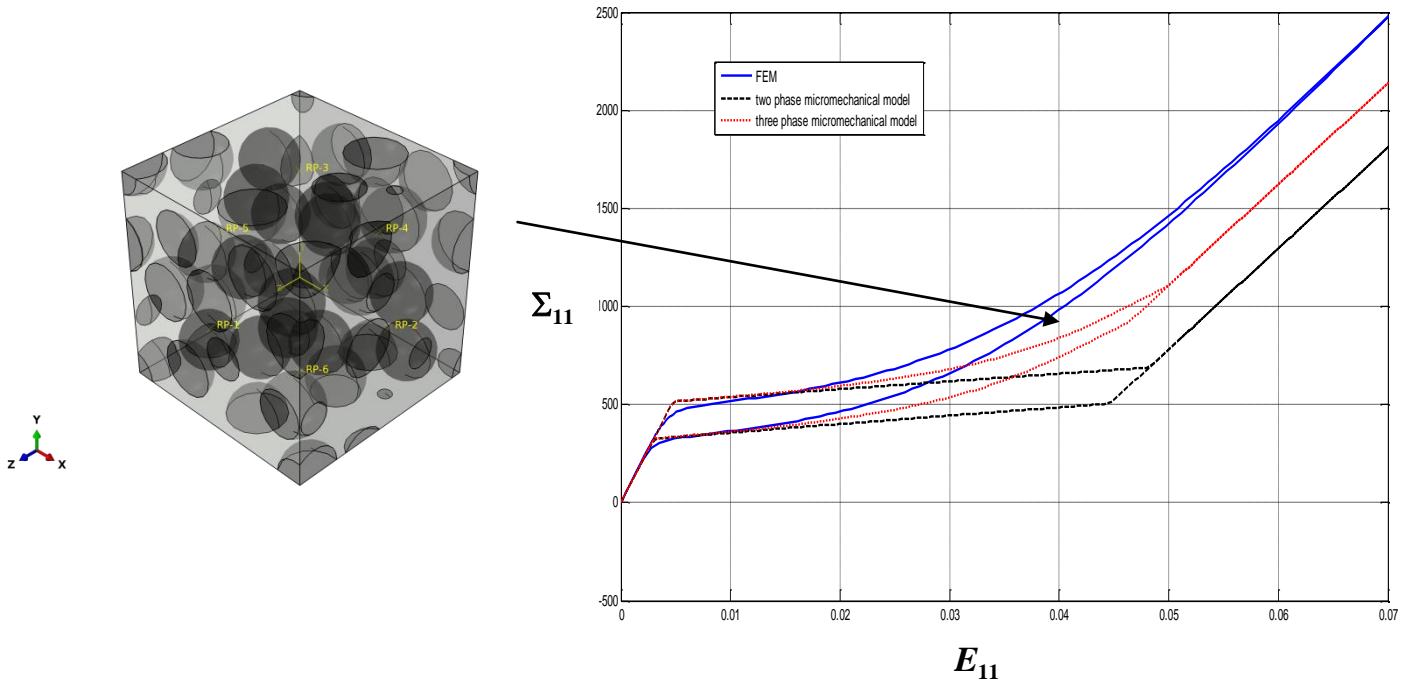 RP-3
RP-5
RP-4
RP-1
RP-2
RP-6
Y
Z
X
2500
2000
1500
1000
500
0
-500
Σ11
FEM
two phase micromechanical model
three phase micromechanical model
0 0.01 0.02 0.03 0.04 0.05 0.06 0.07
E11